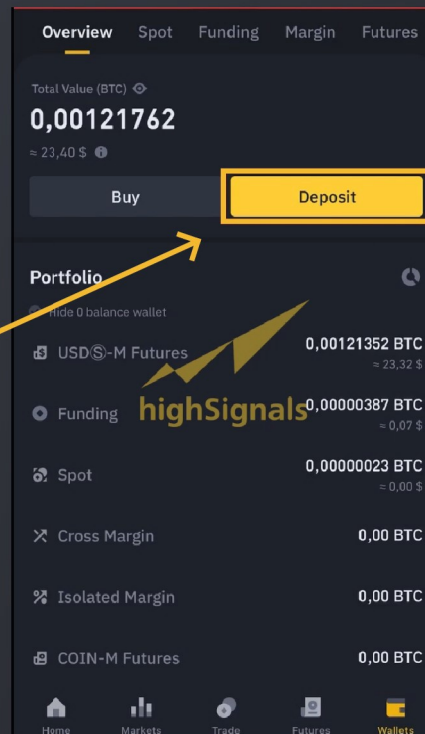 Overview Spot Funding Margin Futures
Total Value (BTC)
0,00121762
≈ 23,40 $
Buy Deposit
Portfolio
Hide 0 balance wallet
USDⓈ-M Futures 0,00121352 BTC
≈ 23,32 $
highSignals
Funding 0,00000387 BTC
≈ 0,07 $
Spot 0,00000023 BTC
≈ 0,00 $
Cross Margin 0,00 BTC
Isolated Margin 0,00 BTC
COIN-M Futures 0,00 BTC
Home Markets Trade Futures Wallets